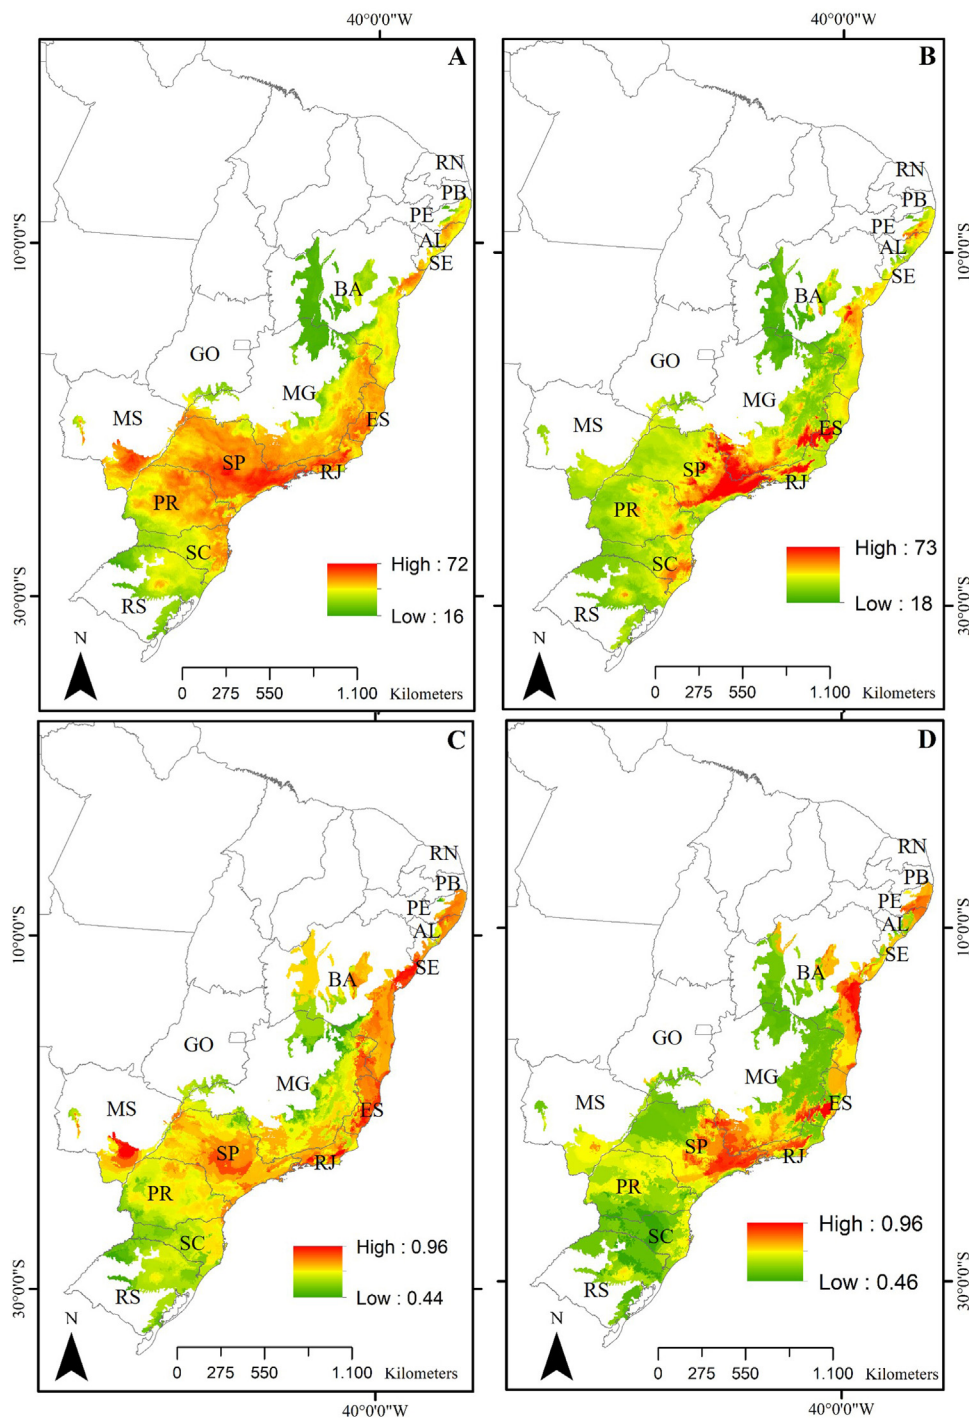 40°0'0"W
40°0'0"W
A
B
RN
RN
PB
PB
PE
PE
10°0'0"S
AL
AL
10°0'0"S
SE
SE
BA
BA
GO
GO
MG
MG
MS
ES
MS
ES
SP
RJ
SP
RJ
PR
PR
SC
SC
High : 72
High : 73
30°0'0"S
RS
Low : 16
RS
Low : 18
30°0'0"S
N
N
0 275 550 1.100 Kilometers
0 275 550 1.100 Kilometers
C
D
RN
RN
PB
PB
PE
PE
10°0'0"S
AL
AL
10°0'0"S
SE
SE
BA
BA
GO
GO
MG
MG
MS
ES
MS
ES
SP
RJ
SP
RJ
PR
PR
SC
SC
High : 0.96
High : 0.96
30°0'0"S
RS
Low : 0.44
RS
Low : 0.46
30°0'0"S
N
N
0 275 550 1.100 Kilometers
0 275 550 1.100 Kilometers
40°0'0"W
40°0'0"W